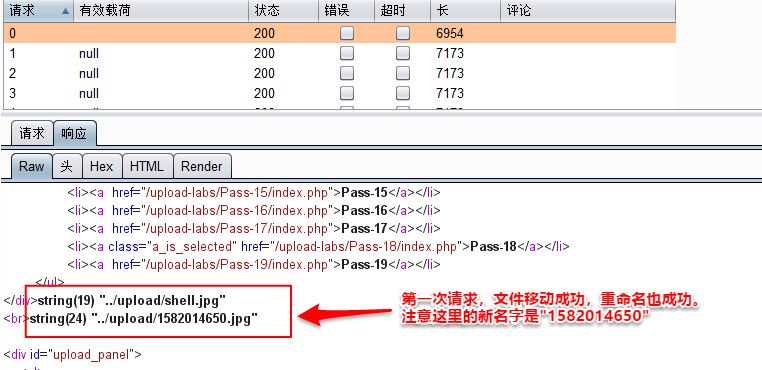 请求 有效载荷 状态 错误 超时 长 评论
0 200 6954
1 null 200 7173
2 null 200 7173
3 null 200 7173
请求 响应
Raw 头 Hex HTML Render
<li><a  href="/upload-labs/Pass-15/index.php">Pass-15</a></li>
<li><a  href="/upload-labs/Pass-16/index.php">Pass-16</a></li>
<li><a  href="/upload-labs/Pass-17/index.php">Pass-17</a></li>
<li><a class="a_is_selected" href="/upload-labs/Pass-18/index.php">Pass-18</a></li>
<li><a  href="/upload-labs/Pass-19/index.php">Pass-19</a></li>
</ul>
</div>string(19) "../upload/shell.jpg"
<br>string(24) "../upload/1582014650.jpg"
第一次请求，文件移动成功，重命名也成功。
注意这里的新名字是"1582014650"
<div id="upload_panel">